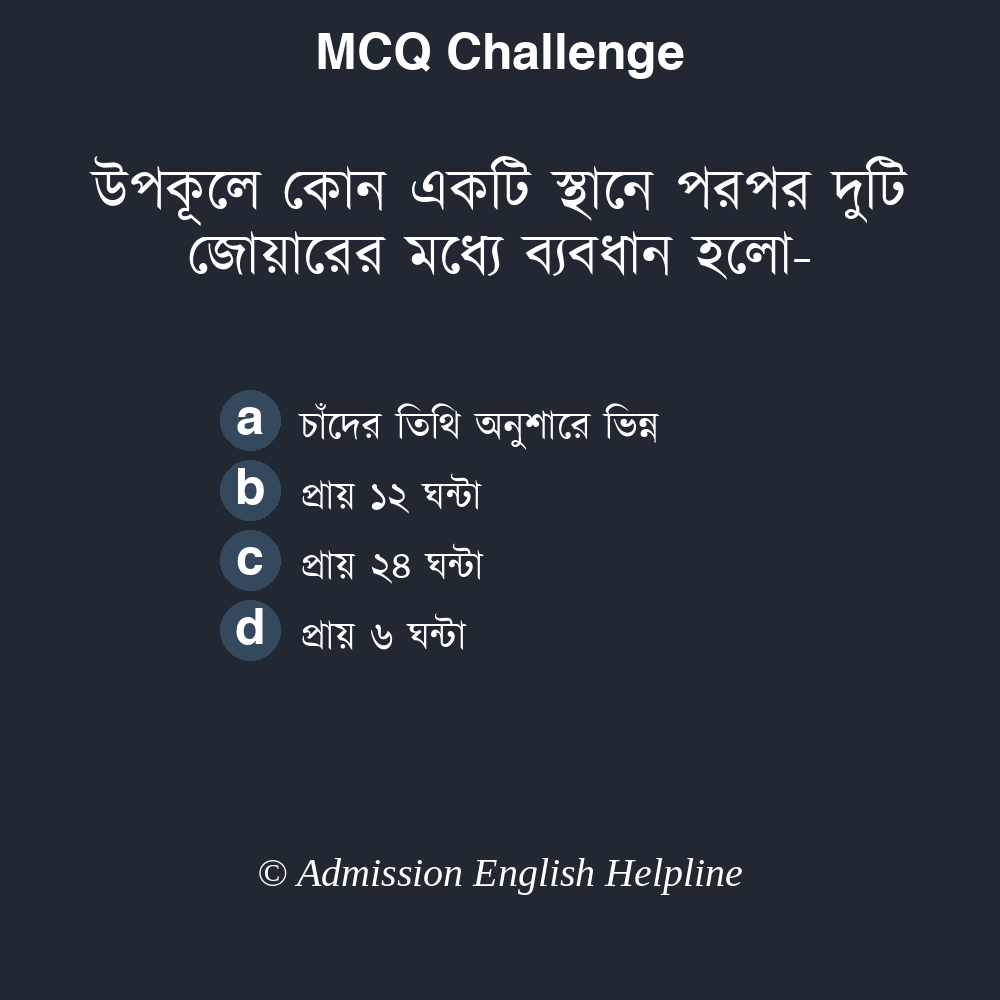 MCQ Challenge
উপকূলে কোন একটি স্থানে পরপর দুটি
জোয়ারের মধ্যে ব্যবধান হলো-
a চাঁদের তিথি অনুশারে ভিন্ন
b প্রায় ১২ ঘন্টা
c প্রায় ২৪ ঘন্টা
d প্রায় ৬ ঘন্টা
© Admission English Helpline